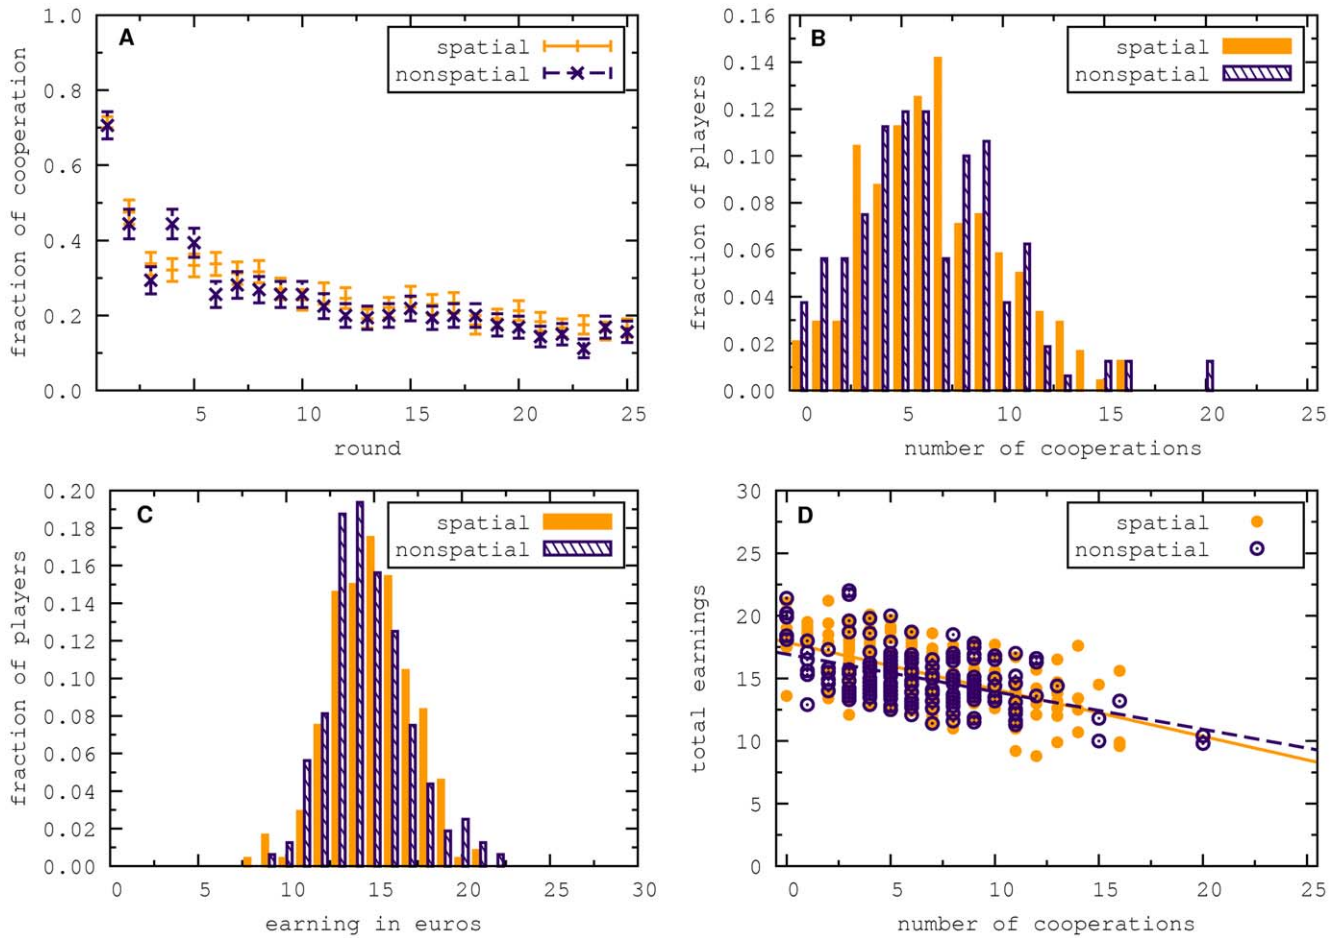 A
spatial
nonspatial
fraction of cooperation
1.0
0.8
0.6
0.4
0.2
0.0
5 10 15 20 25
round
B
spatial
nonspatial
fraction of players
0.16
0.14
0.12
0.10
0.08
0.06
0.04
0.02
0.00
0 5 10 15 20 25
number of cooperations
C
spatial
nonspatial
fraction of players
0.20
0.18
0.16
0.14
0.12
0.10
0.08
0.06
0.04
0.02
0.00
0 5 10 15 20 25 30
earning in euros
D
spatial
nonspatial
total earnings
30
25
20
15
10
5
0
0 5 10 15 20 25
number of cooperations